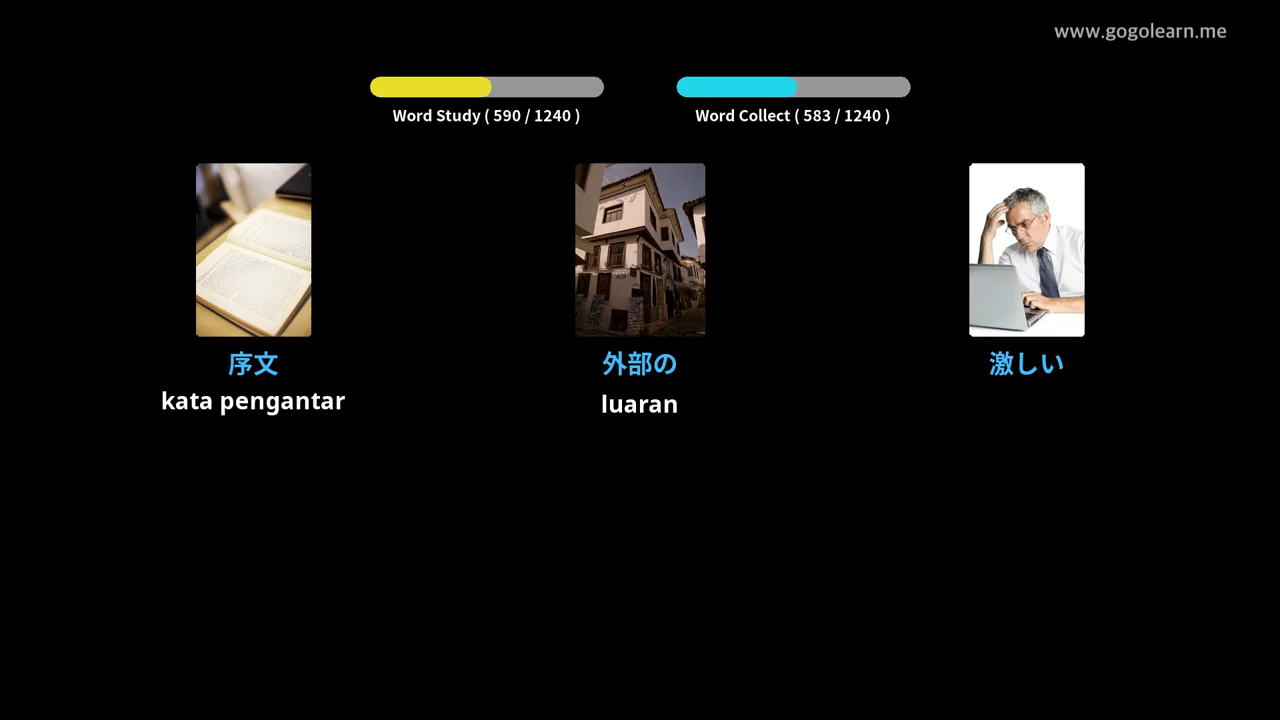 www.gogolearn.me
Word Study ( 590 / 1240 )
Word Collect ( 583 / 1240 )
序文
外部の
激しい
kata pengantar
luaran